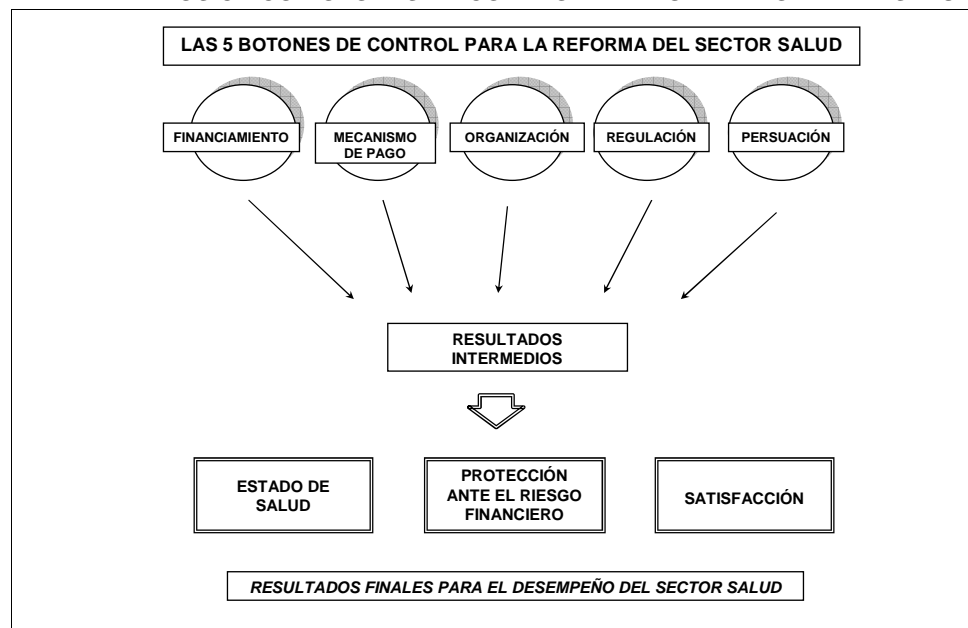 LAS 5 BOTONES DE CONTROL PARA LA REFORMA DEL SECTOR SALUD
FINANCIAMIENTO
MECANISMO
DE PAGO
ORGANIZACIÓN
REGULACIÓN
PERSUACIÓN
RESULTADOS
INTERMEDIOS
ESTADO DE
SALUD
PROTECCIÓN
ANTE EL RIESGO
FINANCIERO
SATISFACCIÓN
RESULTADOS FINALES PARA EL DESEMPEÑO DEL SECTOR SALUD